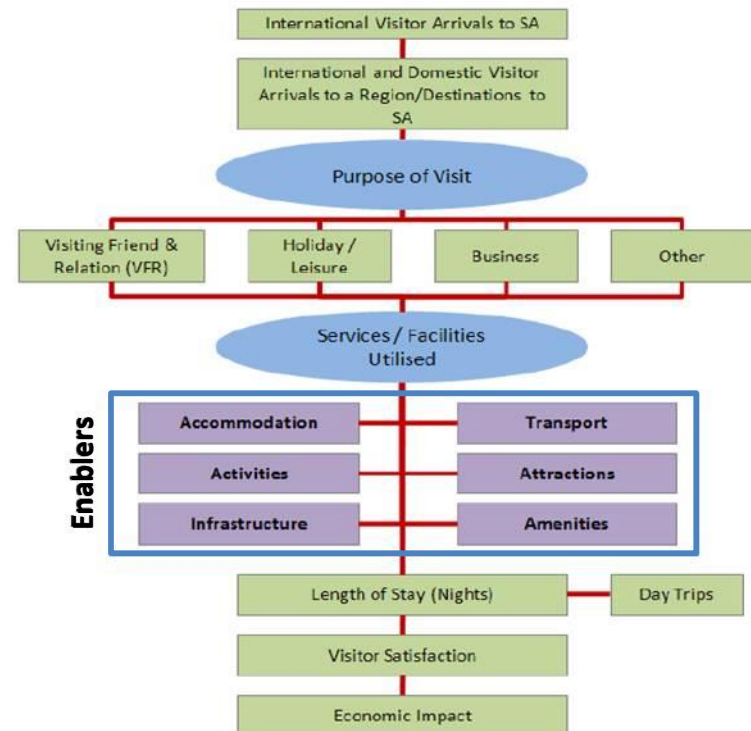 International Visitor Arrivals to SA
International and Domestic Visitor
Arrivals to a Region/Destinations to
SA
Purpose of Visit
Visiting Friend &
Relation (VFR)
Holiday /
Leisure
Business
Other
Services / Facilities
Utilised
Enablers
Accommodation
Transport
Activities
Attractions
Infrastructure
Amenities
Length of Stay (Nights)
Day Trips
Visitor Satisfaction
Economic Impact